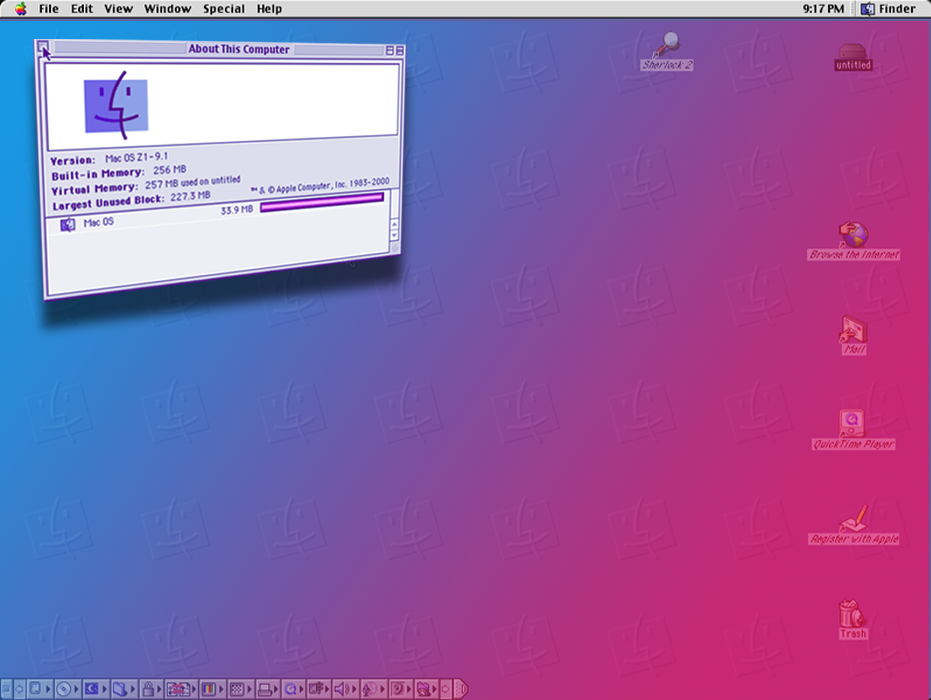 File Edit View Window Special Help 9:17 PM Finder
About This Computer
Version: Mac OS Z1-9.1
Built-in Memory: 256 MB
Virtual Memory: 257 MB used on untitled
™ & © Apple Computer, Inc. 1983-2000
Largest Unused Block: 227.3 MB
Mac OS 33.9 MB
Sherlock 2
untitled
Browse the Internet
Mail
QuickTime Player
Register with Apple
Trash